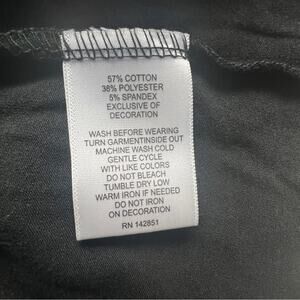 57% COTTON
38% POLYESTER
5% SPANDEX
EXCLUSIVE OF
DECORATION
WASH BEFORE WEARING
TURN GARMENTINSIDE OUT
MACHINE WASH COLD
GENTLE CYCLE
WITH LIKE COLORS
DO NOT BLEACH
TUMBLE DRY LOW
WARM IRON IF NEEDED
DO NOT IRON
ON DECORATION
RN 142851